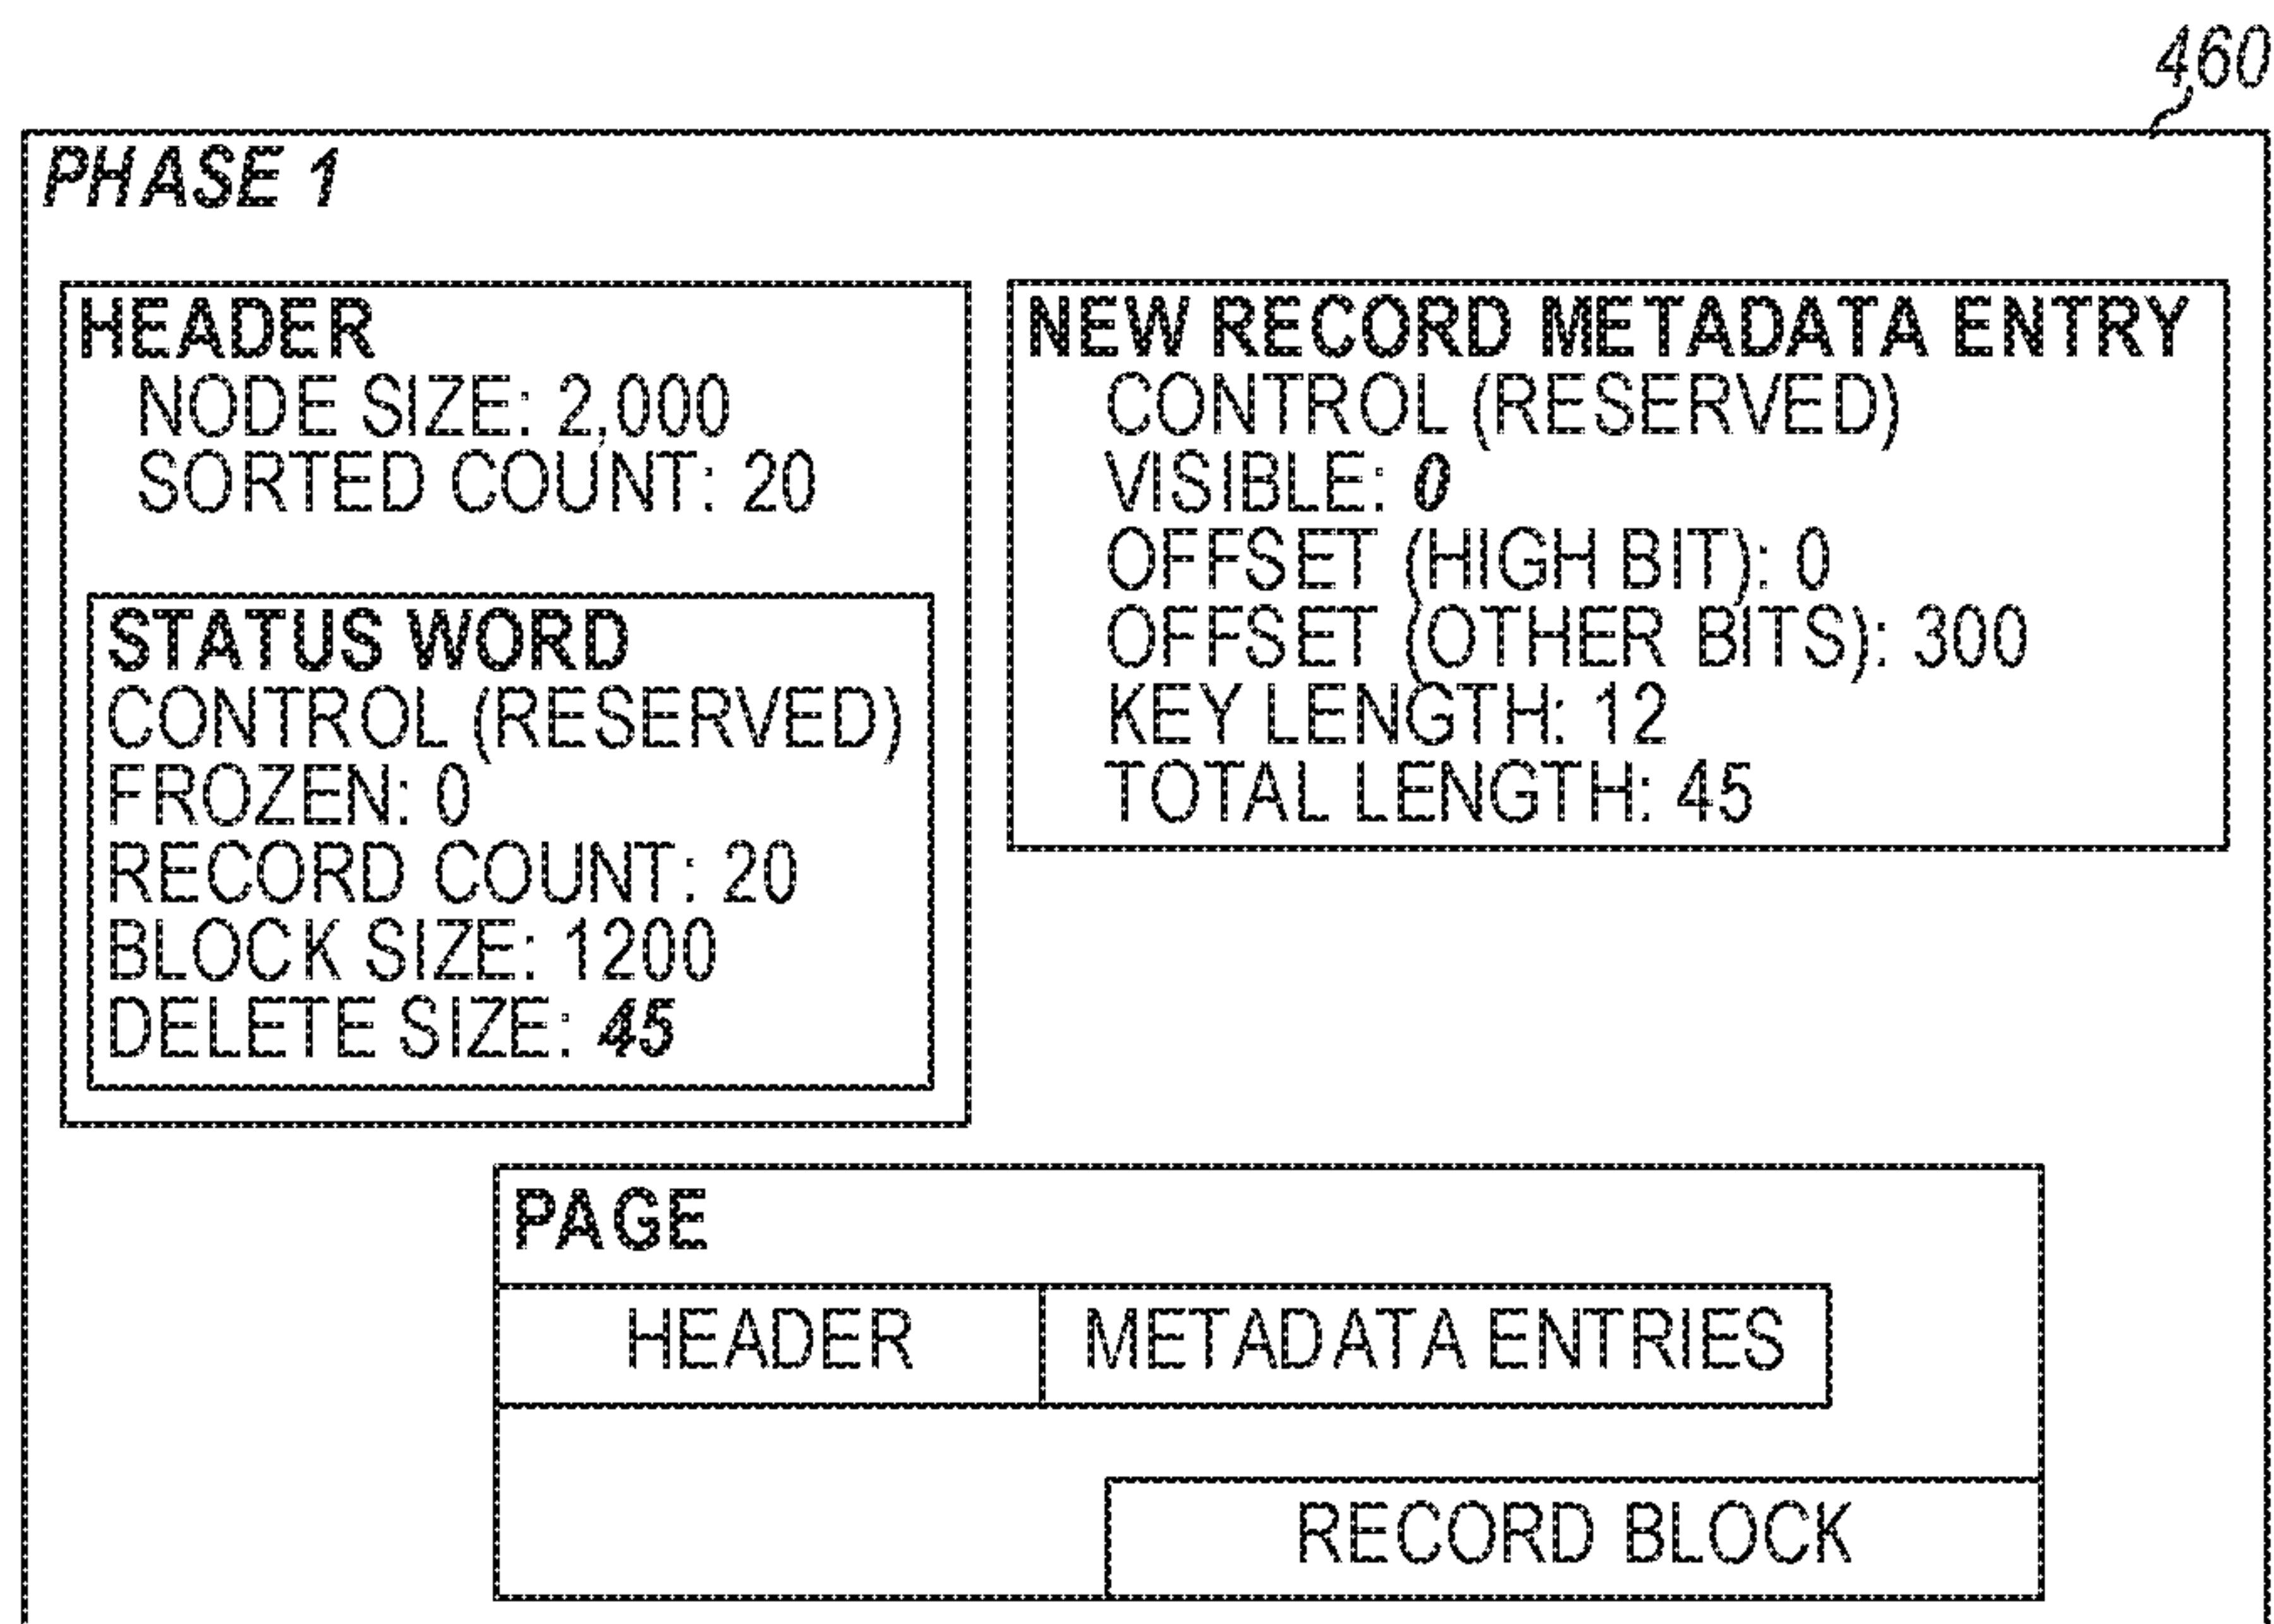 460
PHASE 1
HEADER
NODE SIZE: 2,000
SORTED COUNT: 20
STATUS WORD
CONTROL (RESERVED)
FROZEN: 0
RECORD COUNT: 20
BLOCK SIZE: 1200
DELETE SIZE: 45
NEW RECORD METADATA ENTRY
CONTROL (RESERVED)
VISIBLE: 0
OFFSET (HIGH BIT): 0
OFFSET (OTHER BITS): 300
KEY LENGTH: 12
TOTAL LENGTH: 45
PAGE
HEADER
METADATA ENTRIES
RECORD BLOCK